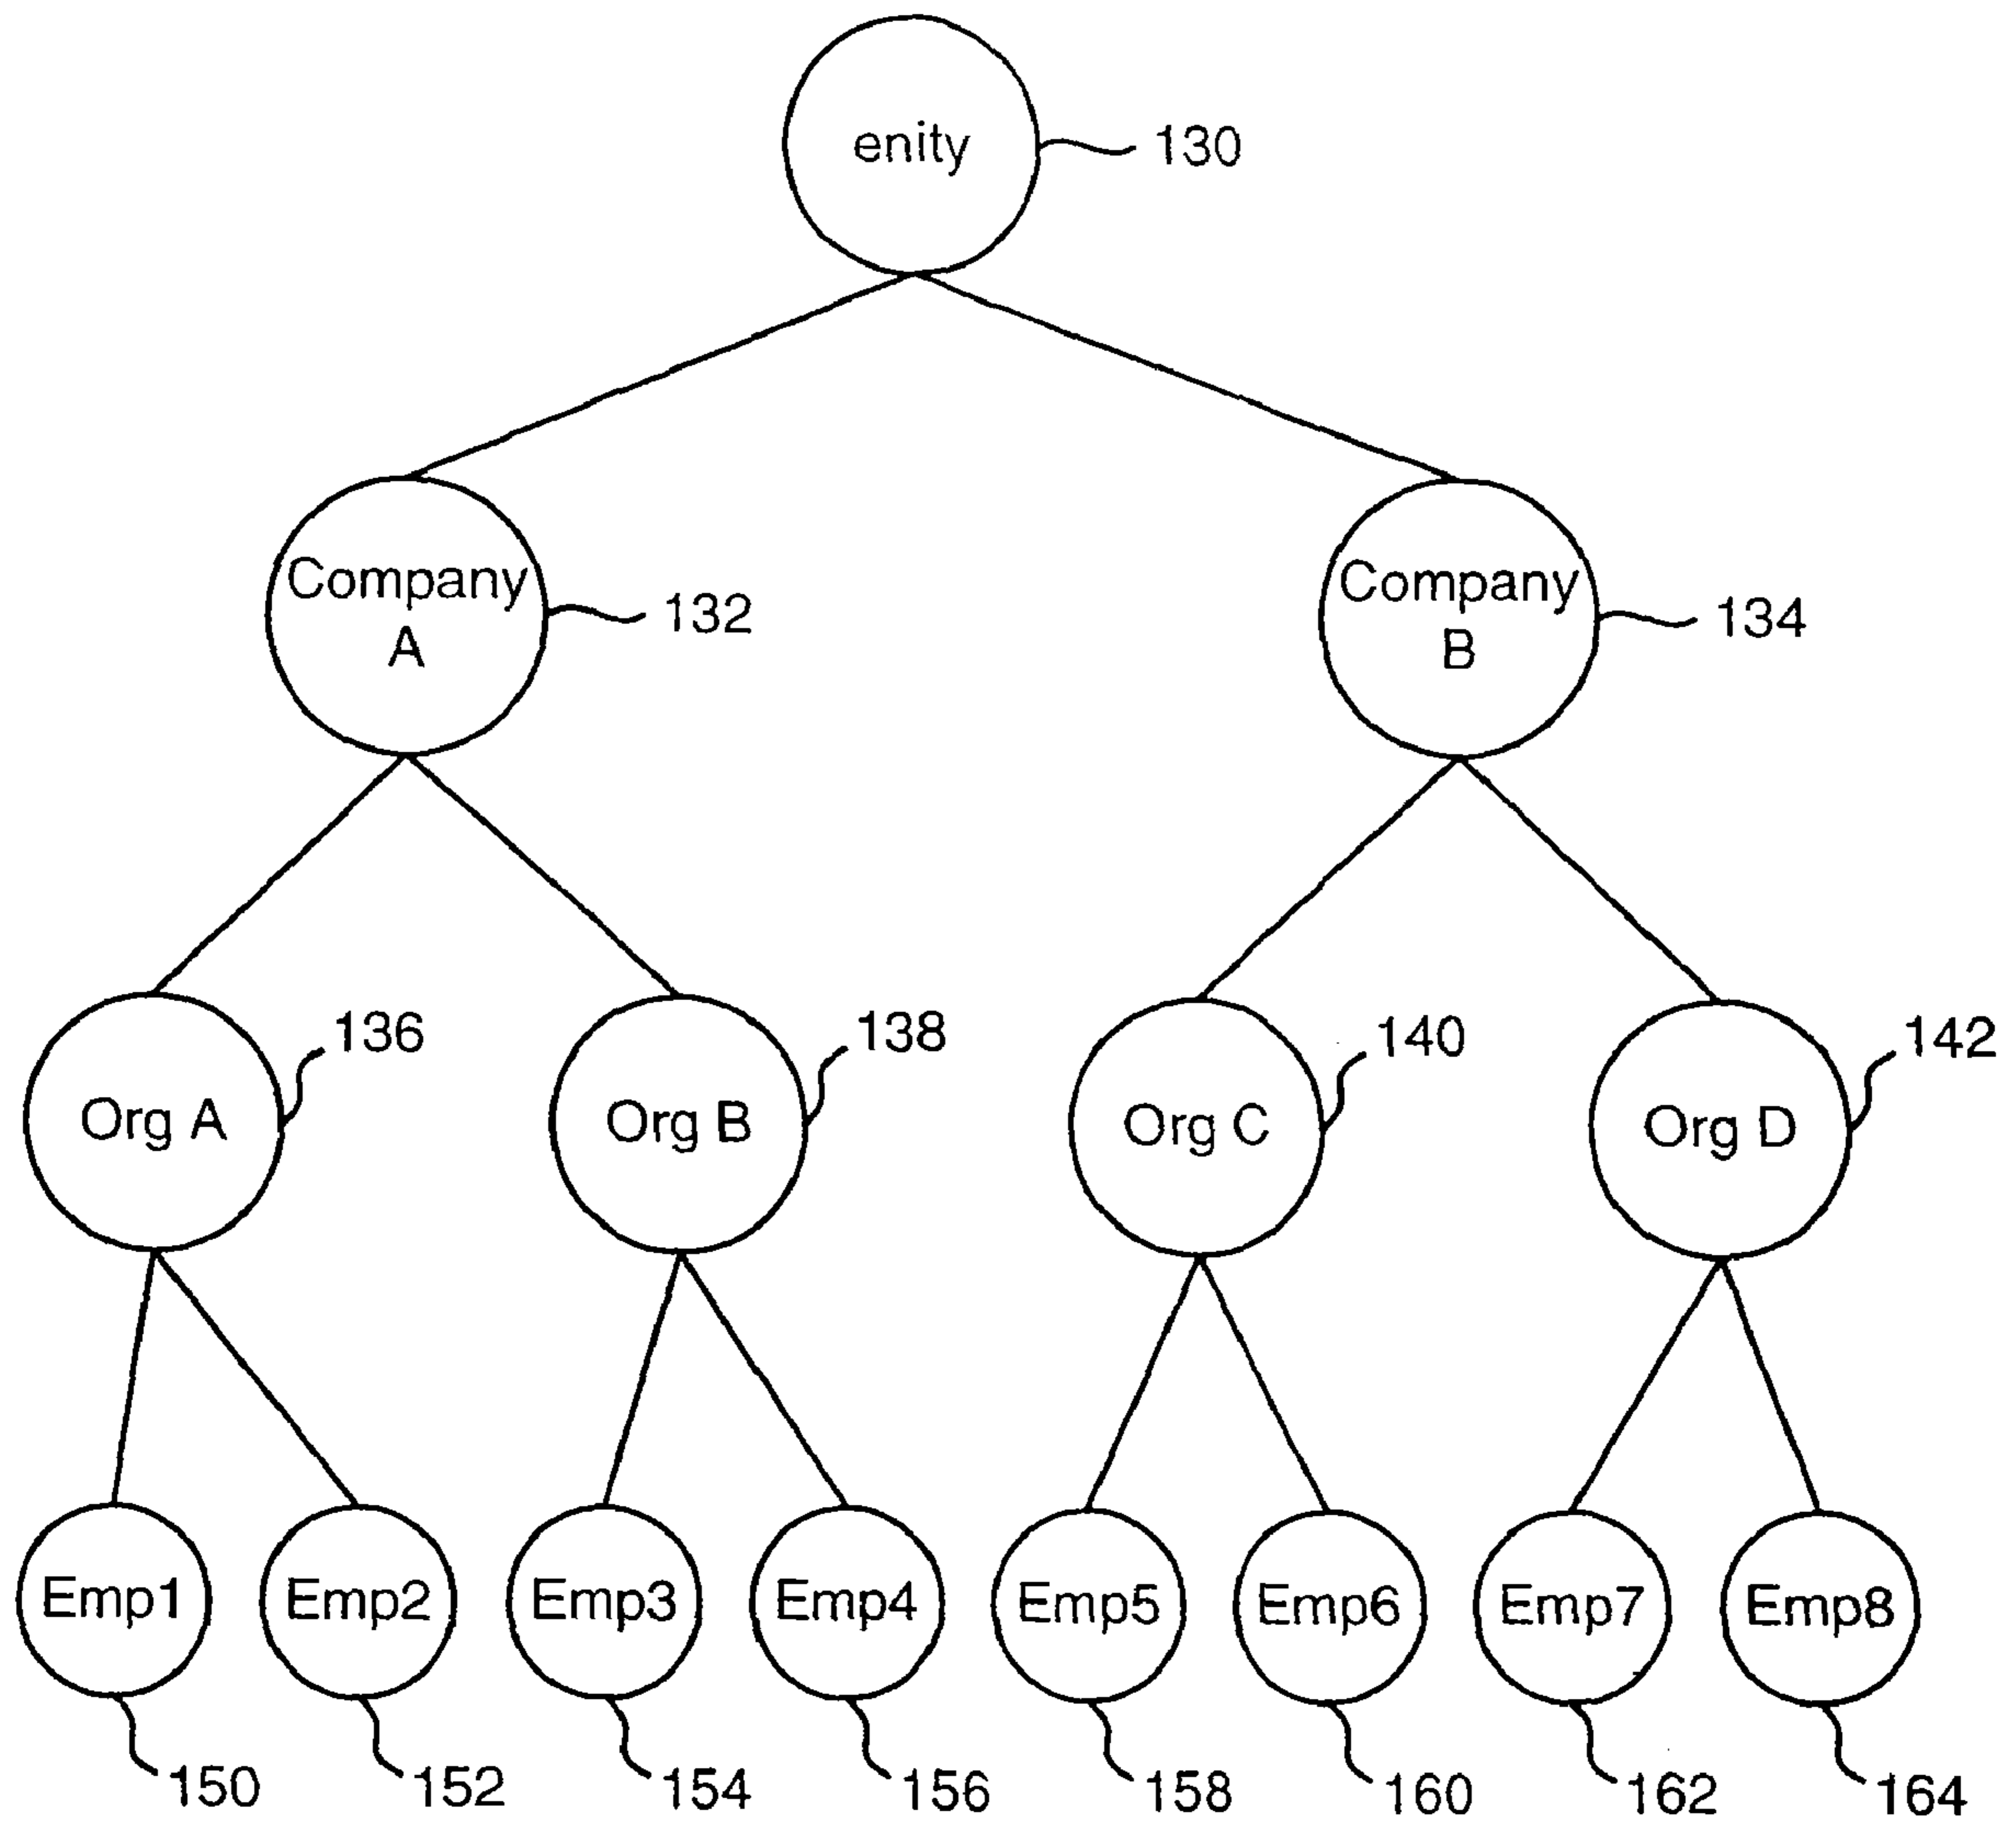 enity
130
Company
A
132
Company
B
134
136
138
140
142
Org A
Org B
Org C
Org D
Emp1
Emp2
Emp3
Emp4
Emp5
Emp6
Emp7
Emp8
150
152
154
156
158
160
162
164